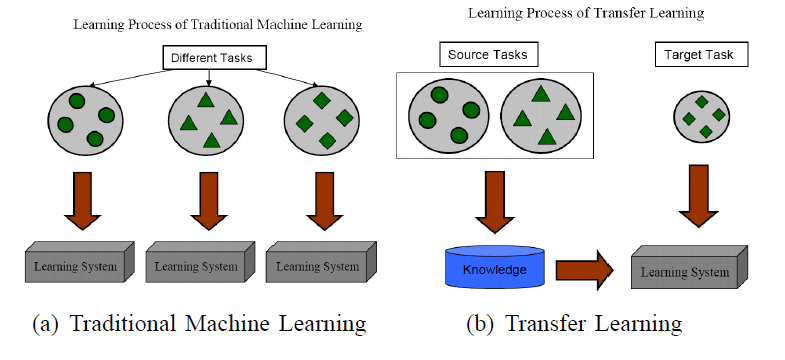 Learning Process of Traditional Machine Learning
Different Tasks
Learning System
Learning System
Learning System
(a) Traditional Machine Learning
Learning Process of Transfer Learning
Source Tasks
Target Task
Knowledge
Learning System
(b) Transfer Learning